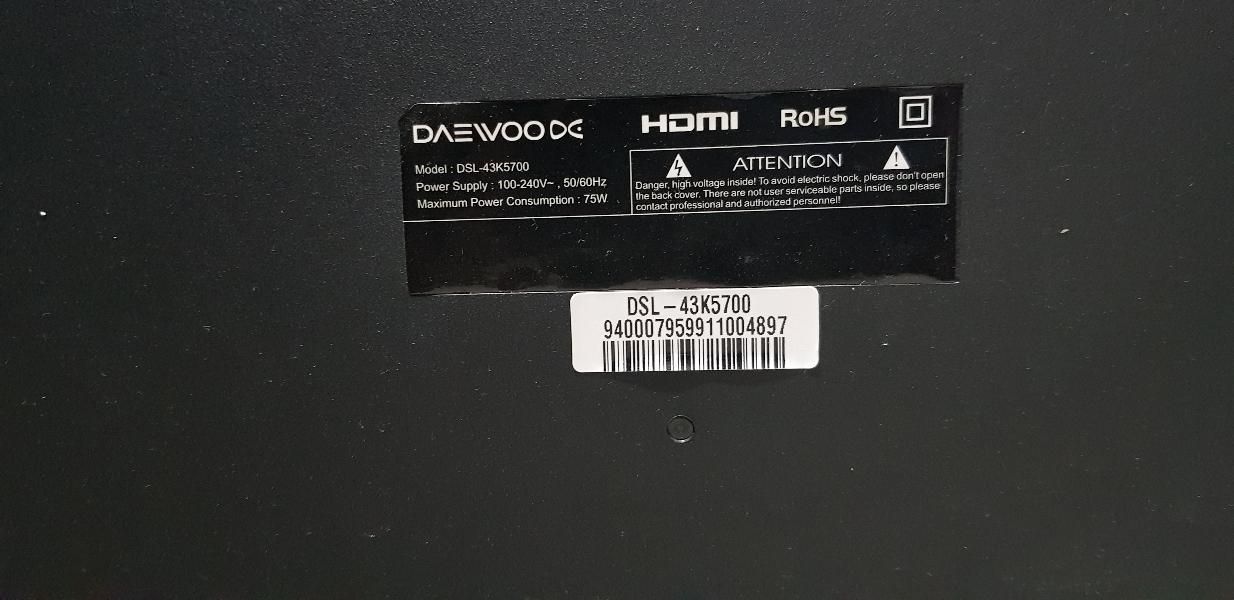 DAEWOO DE
HDMI
RoHS
Model : DSL-43K5700
Power Supply : 100-240V~ , 50/60Hz
Maximum Power Consumption : 75W
ATTENTION
Danger, high voltage inside! To avoid electric shock, please don't open
the back cover. There are not user serviceable parts inside, so please
contact professional and authorized personnel!
DSL-43K5700
940007959911004897